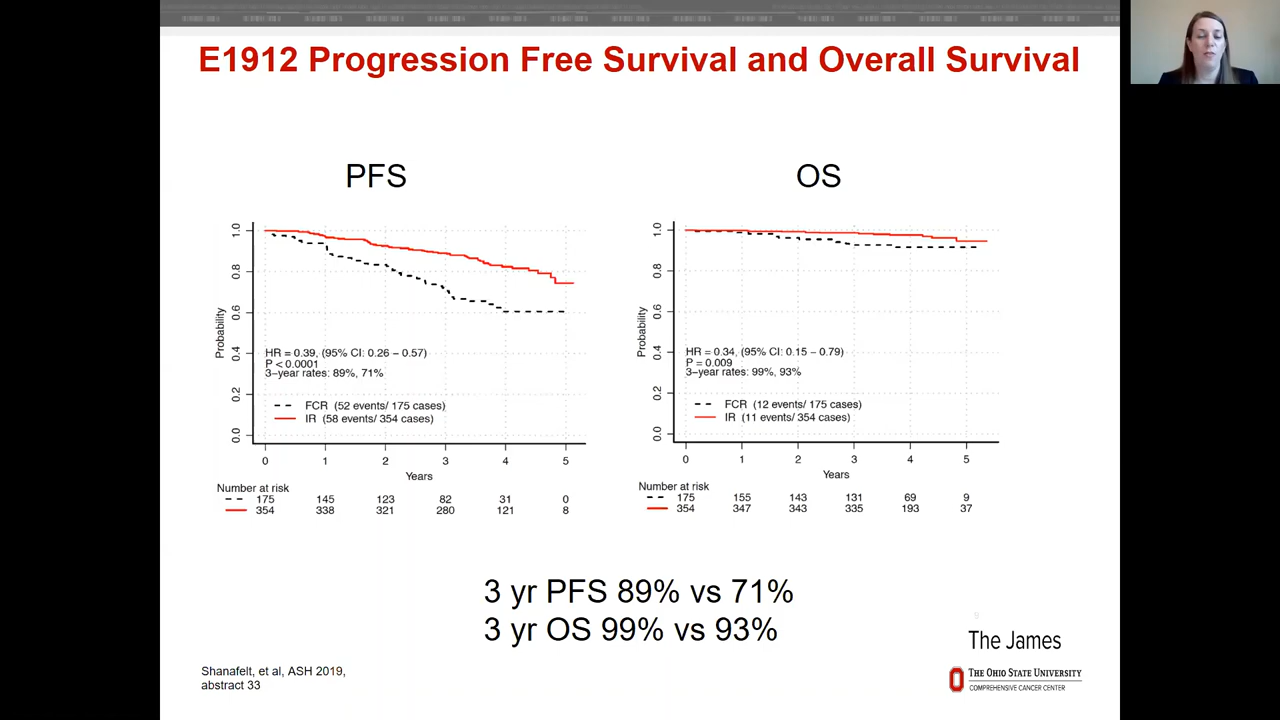 E1912 Progression Free Survival and Overall Survival
PFS
1.0
0.8
0.6
0.4
0.2
0.0
Probability
HR = 0.39, (95% CI: 0.26 – 0.57)
P < 0.0001
3–year rates: 89%, 71%
FCR (52 events/ 175 cases)
IR (58 events/ 354 cases)
0 1 2 3 4 5
Years
Number at risk
175 145 123 82 31 0
354 338 321 280 121 8
OS
1.0
0.8
0.6
0.4
0.2
0.0
Probability
HR = 0.34, (95% CI: 0.15 – 0.79)
P = 0.009
3–year rates: 99%, 93%
FCR (12 events/ 175 cases)
IR (11 events/ 354 cases)
0 1 2 3 4 5
Years
Number at risk
175 155 143 131 69 9
354 347 343 335 193 37
3 yr PFS 89% vs 71%
3 yr OS 99% vs 93%
Shanafelt, et al, ASH 2019,
abstract 33
9
The James
THE OHIO STATE UNIVERSITY
COMPREHENSIVE CANCER CENTER